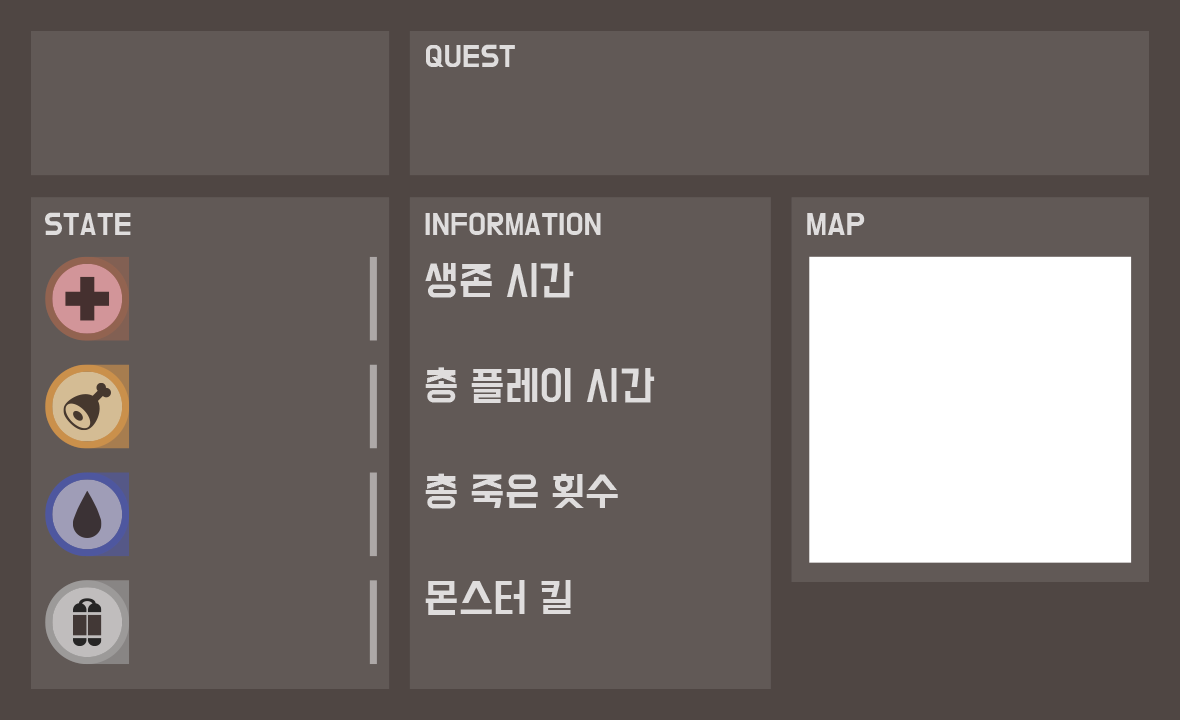 QUEST
STATE
INFORMATION
생존 시간
총 플레이 시간
총 죽은 횟수
몬스터 킬
MAP